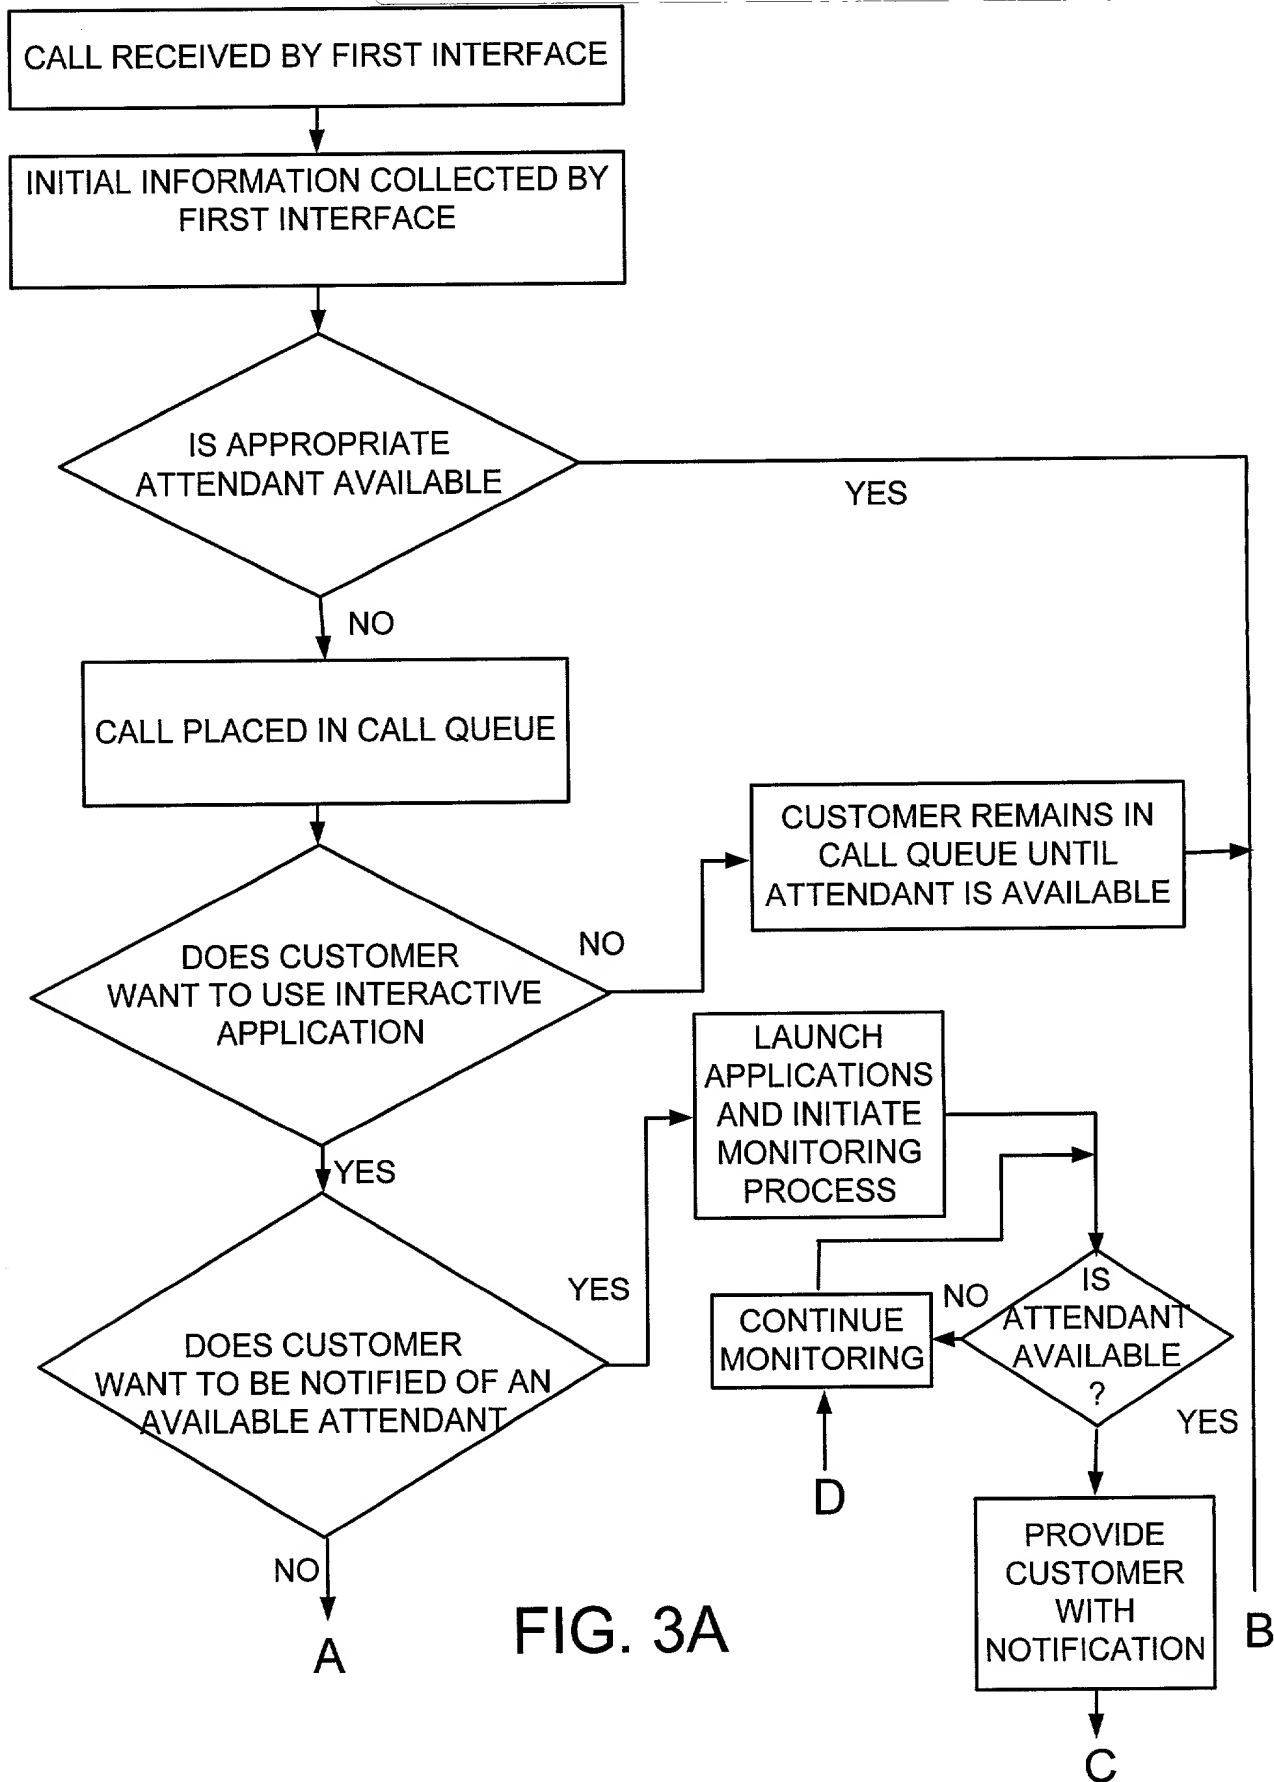 CALL RECEIVED BY FIRST INTERFACE
INITIAL INFORMATION COLLECTED BY
FIRST INTERFACE
IS APPROPRIATE
ATTENDANT AVAILABLE
YES
NO
CALL PLACED IN CALL QUEUE
CUSTOMER REMAINS IN
CALL QUEUE UNTIL
ATTENDANT IS AVAILABLE
DOES CUSTOMER
WANT TO USE INTERACTIVE
APPLICATION
NO
YES
LAUNCH
APPLICATIONS
AND INITIATE
MONITORING
PROCESS
DOES CUSTOMER
WANT TO BE NOTIFIED OF AN
AVAILABLE ATTENDANT
YES
NO
A
CONTINUE
MONITORING
D
IS
ATTENDANT
AVAILABLE
?
NO
YES
PROVIDE
CUSTOMER
WITH
NOTIFICATION
B
C
FIG. 3A